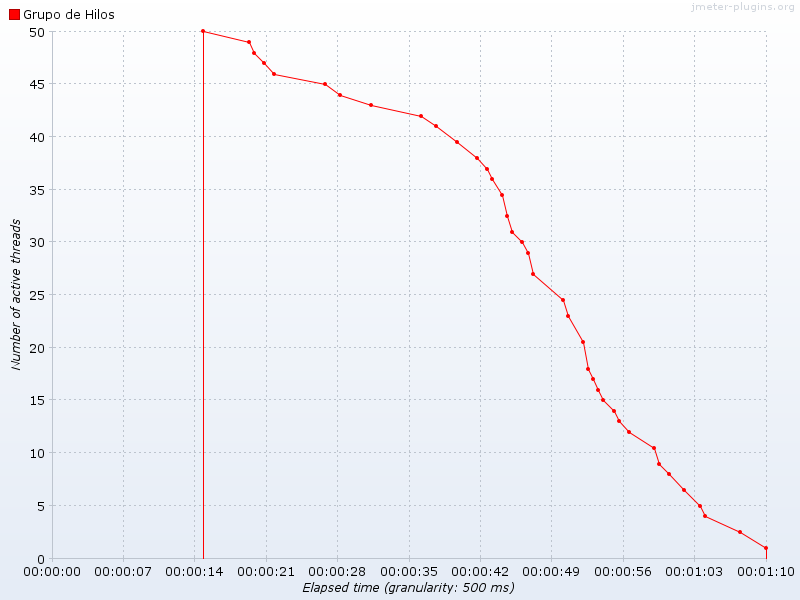 jmeter-plugins.org
Grupo de Hilos
50
45
40
35
30
25
20
15
10
5
0
Number of active threads
00:00:00 00:00:07 00:00:14 00:00:21 00:00:28 00:00:35 00:00:42 00:00:49 00:00:56 00:01:03 00:01:10
Elapsed time (granularity: 500 ms)